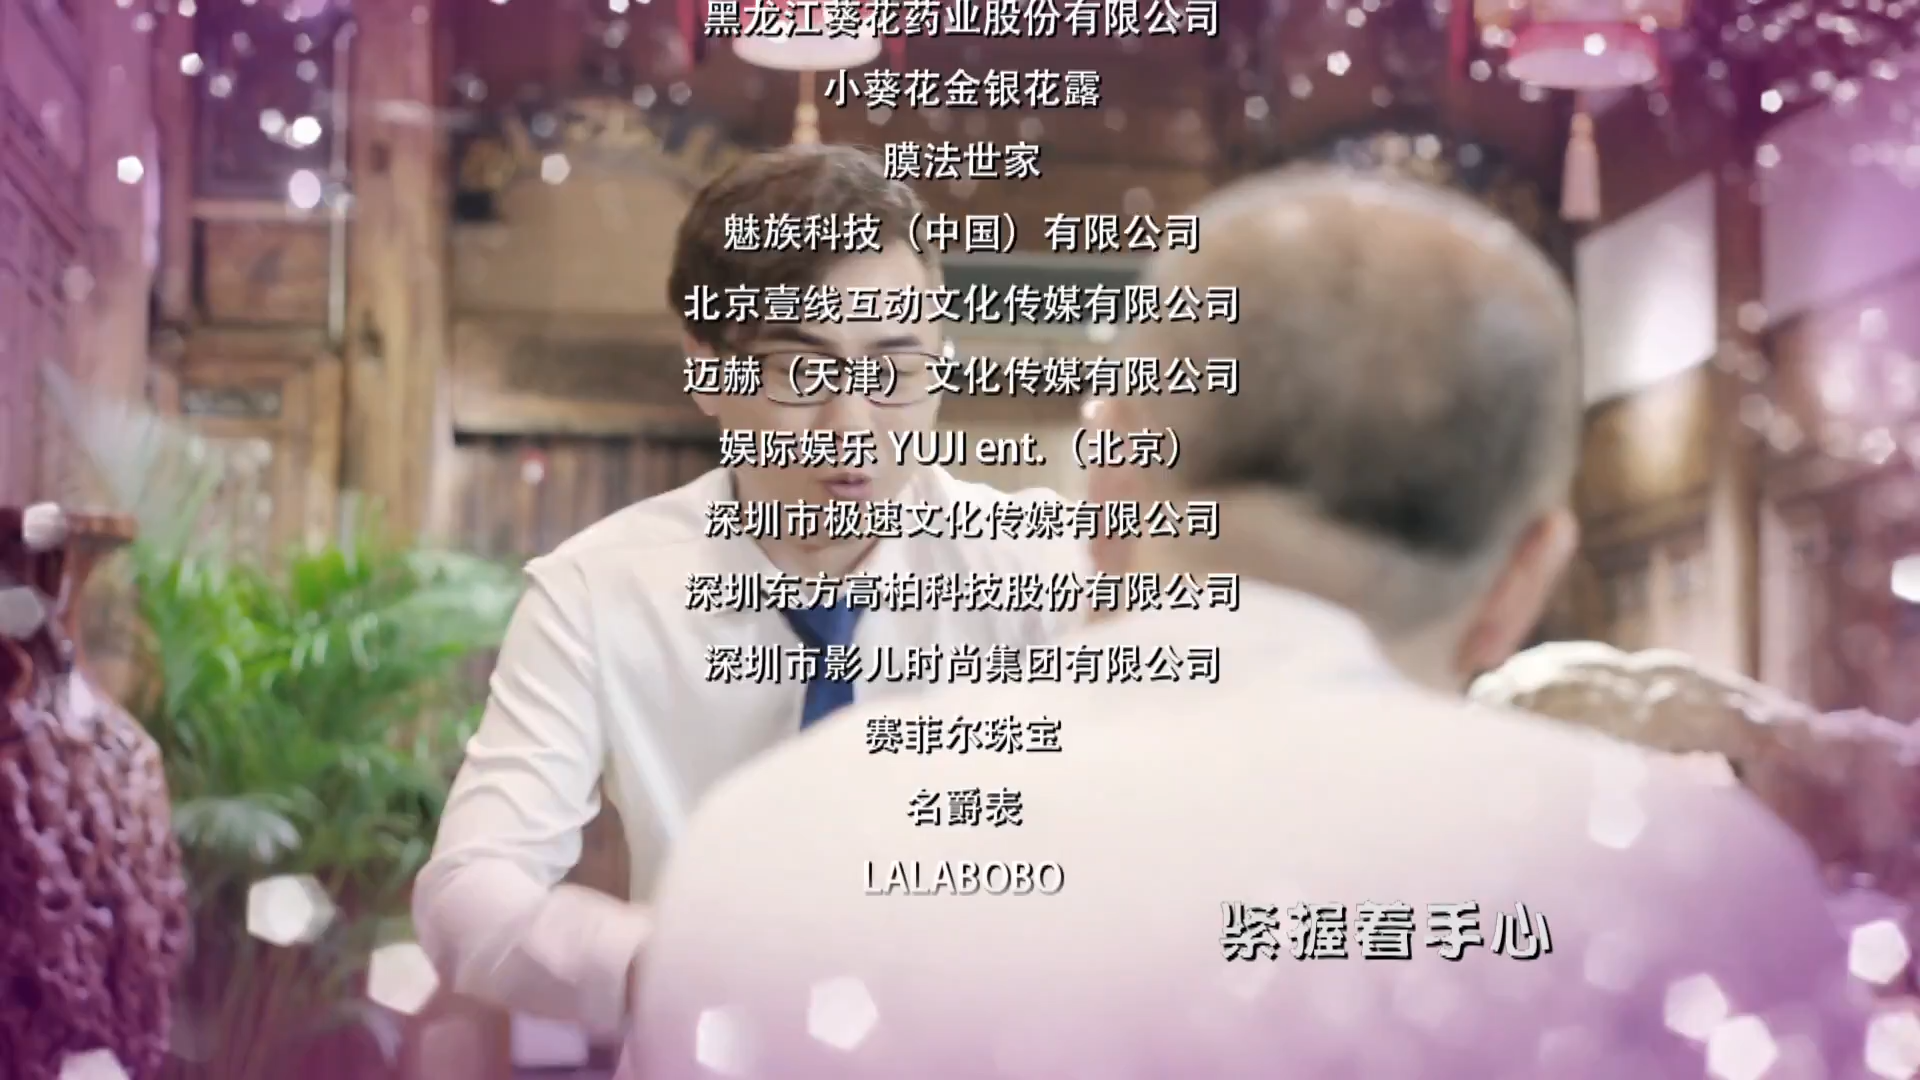 黑龙江葵花药业股份有限公司
小葵花金银花露
膜法世家
魅族科技（中国）有限公司
北京壹线互动文化传媒有限公司
迈赫（天津）文化传媒有限公司
娱际娱乐 YUJI ent.（北京）
深圳市极速文化传媒有限公司
深圳东方高柏科技股份有限公司
深圳市影儿时尚集团有限公司
赛菲尔珠宝
名爵表
LALABOBO
紧握着手心